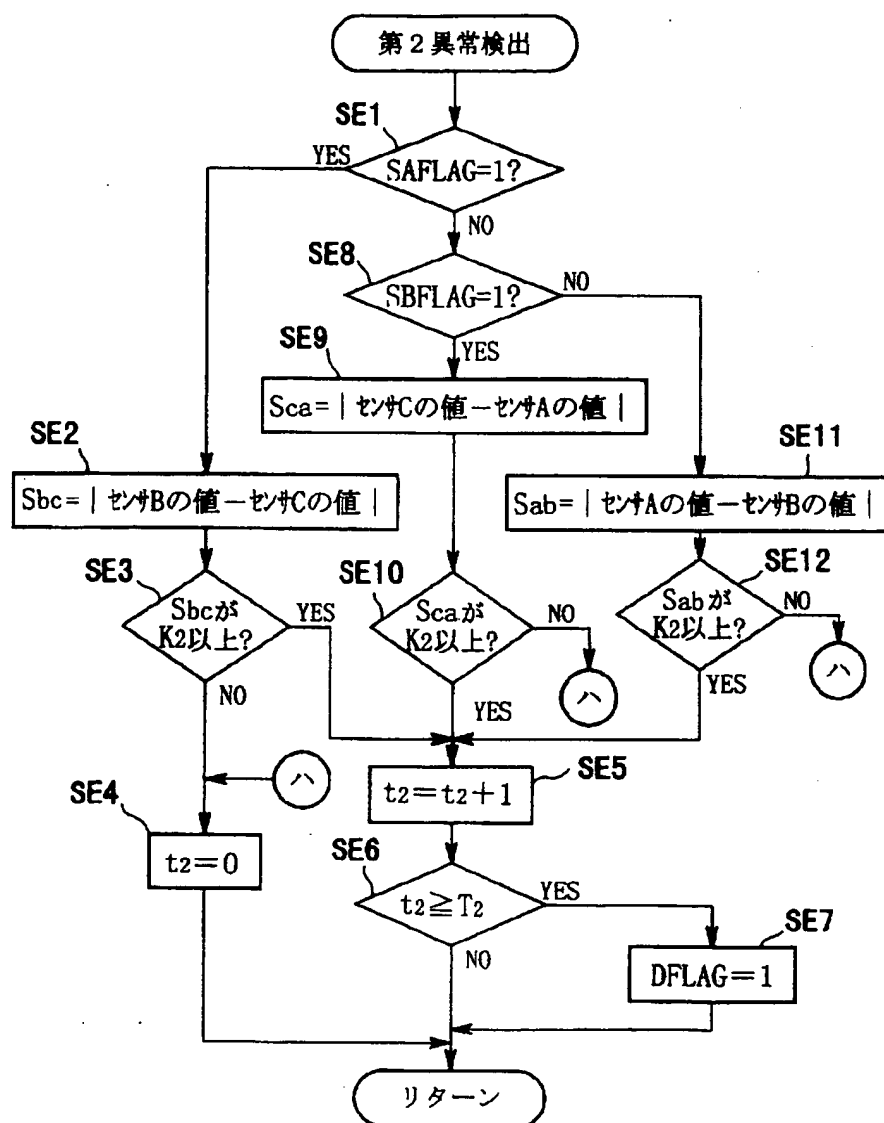 第2異常検出
SE1
YES
SAFLAG=1?
NO
SE8
SBFLAG=1?
NO
YES
SE9
Sca=|センサCの値−センサAの値|
SE2
Sbc=|センサBの値−センサCの値|
SE11
Sab=|センサAの値−センサBの値|
SE3
Sbcが
K2以上?
YES
NO
SE10
Scaが
K2以上?
NO
ハ
YES
SE12
Sabが
K2以上?
NO
ハ
YES
ハ
SE4
t2=0
SE5
t2=t2+1
SE6
t2≧T2
YES
NO
SE7
DFLAG=1
リターン